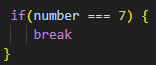 if(number === 7) {
break
}